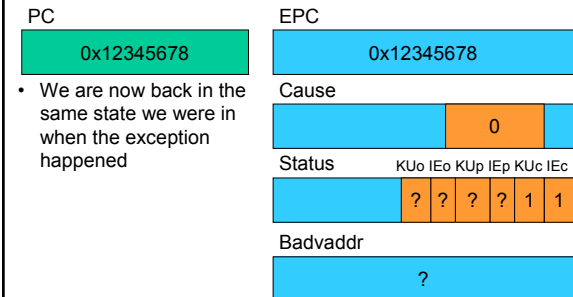 PC
0x12345678
• We are now back in the
same state we were in
when the exception
happened
EPC
0x12345678
Cause
0
Status KUo IEo KUp IEp KUc IEc
? ? ? ? 1 1
Badvaddr
?